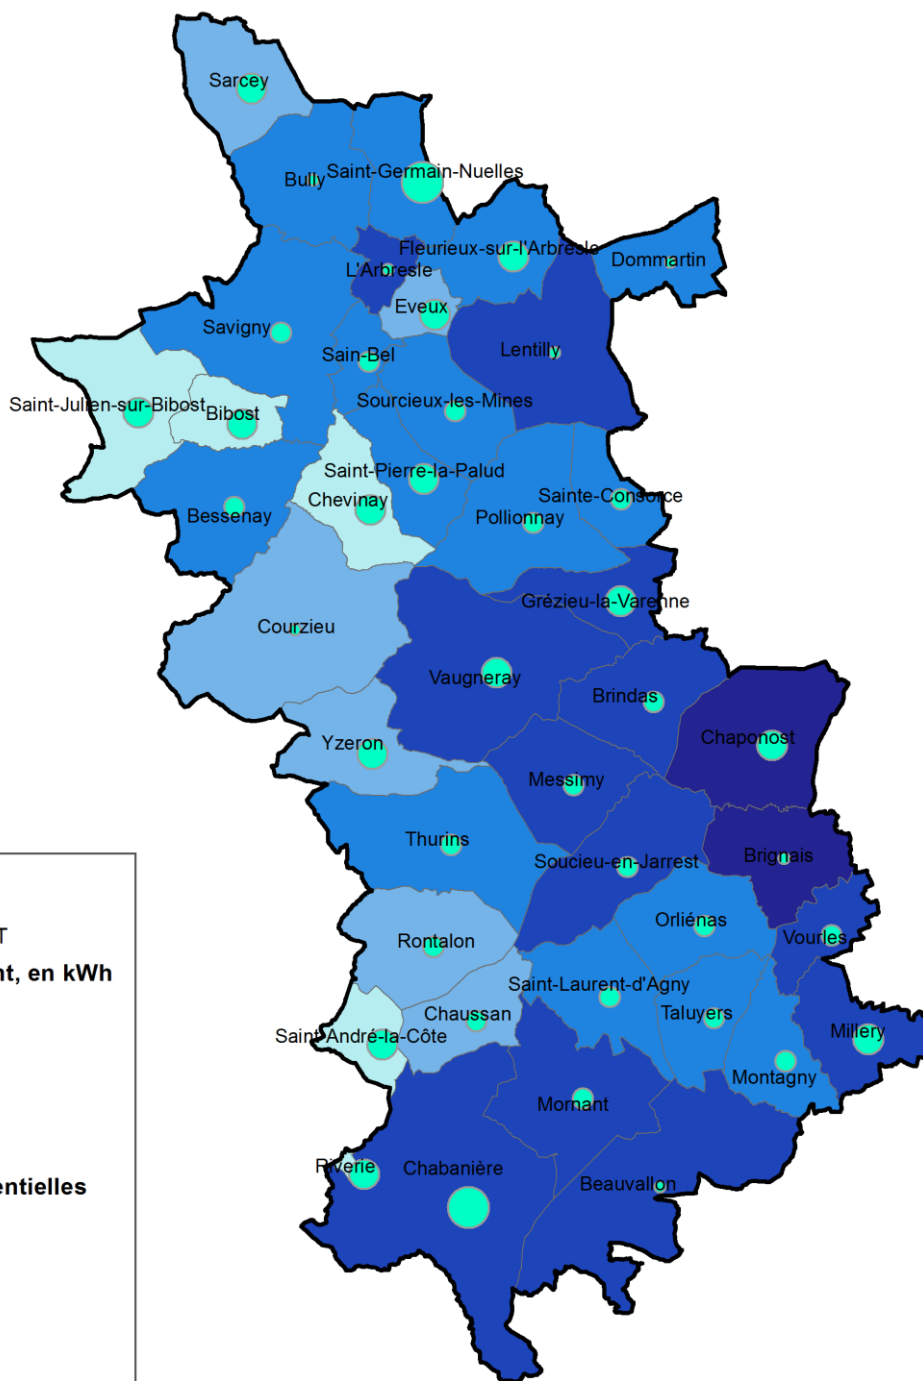 Sarcey
Bully
Saint-Germain-Nuelles
L'Arbresle
Fleurieux-sur-l'Arbresle
Dommartin
Eveux
Savigny
Sain-Bel
Lentilly
Saint-Julien-sur-Bibost
Bibost
Sourcieux-les-Mines
Saint-Pierre-la-Palud
Chevinay
Sainte-Consorce
Bessenay
Pollionnay
Grézieu-la-Varenne
Courzieu
Vaugneray
Brindas
Yzeron
Chaponost
Messimy
Thurins
Soucieu-en-Jarrest
Brignais
Orliénas
Vourles
Rontalon
Saint-Laurent-d'Agny
Chaussan
Taluyers
Saint-André-la-Côte
Millery
Montagny
Mornant
Riverie
Chabanière
Beauvallon
T
nt, en kWh
entielles